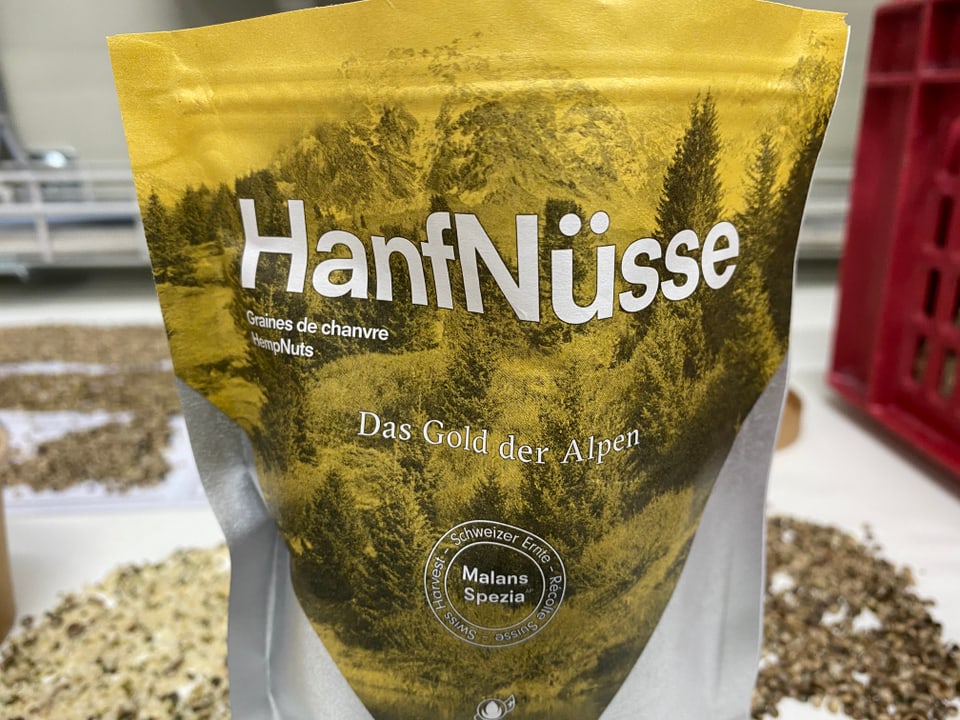 HanfNüsse
Graines de chanvre
HempNuts
Das Gold der Alpen
Schweizer Ernte - Récolte Suisse - Swiss Harvest -
Malans
Spezia